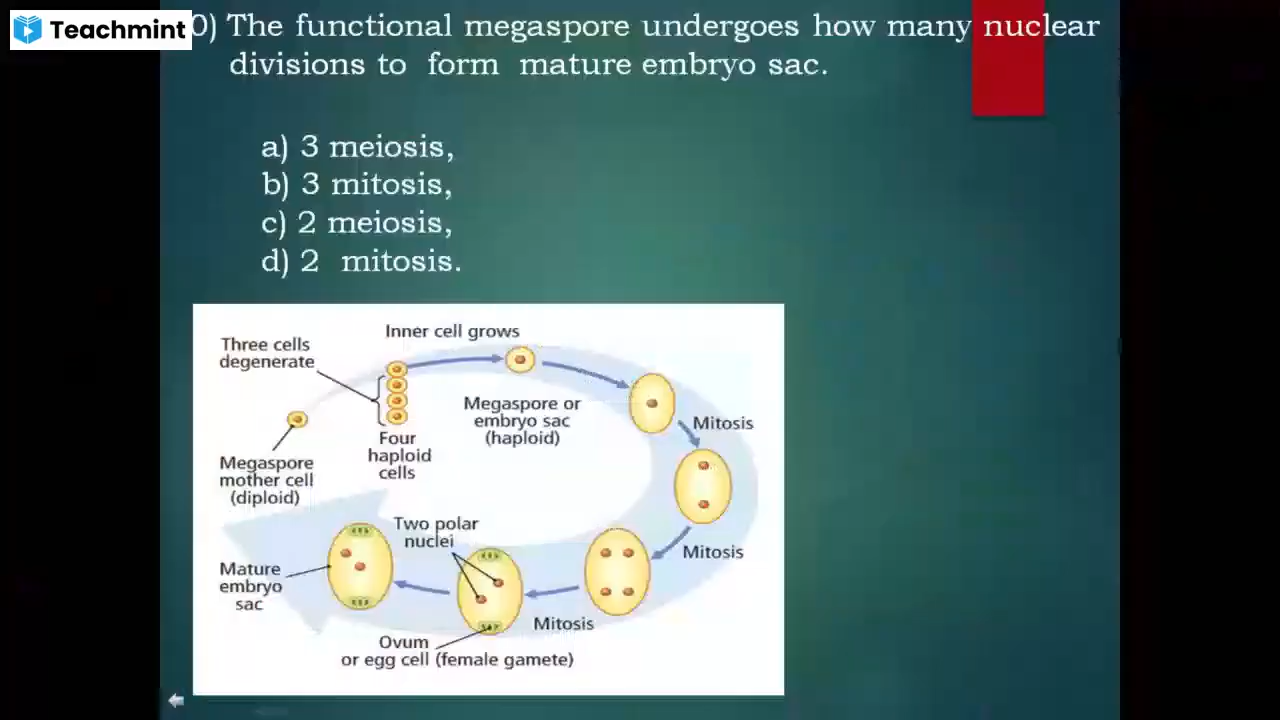 Teachmint
0) The functional megaspore undergoes how many nuclear
divisions to form mature embryo sac.
a) 3 meiosis,
b) 3 mitosis,
c) 2 meiosis,
d) 2 mitosis.
Inner cell grows
Three cells
degenerate
Megaspore or
embryo sac
(haploid)
Mitosis
Four
haploid
cells
Megaspore
mother cell
(diploid)
Two polar
nuclei
Mitosis
Mature
embryo
sac
Mitosis
Ovum
or egg cell (female gamete)